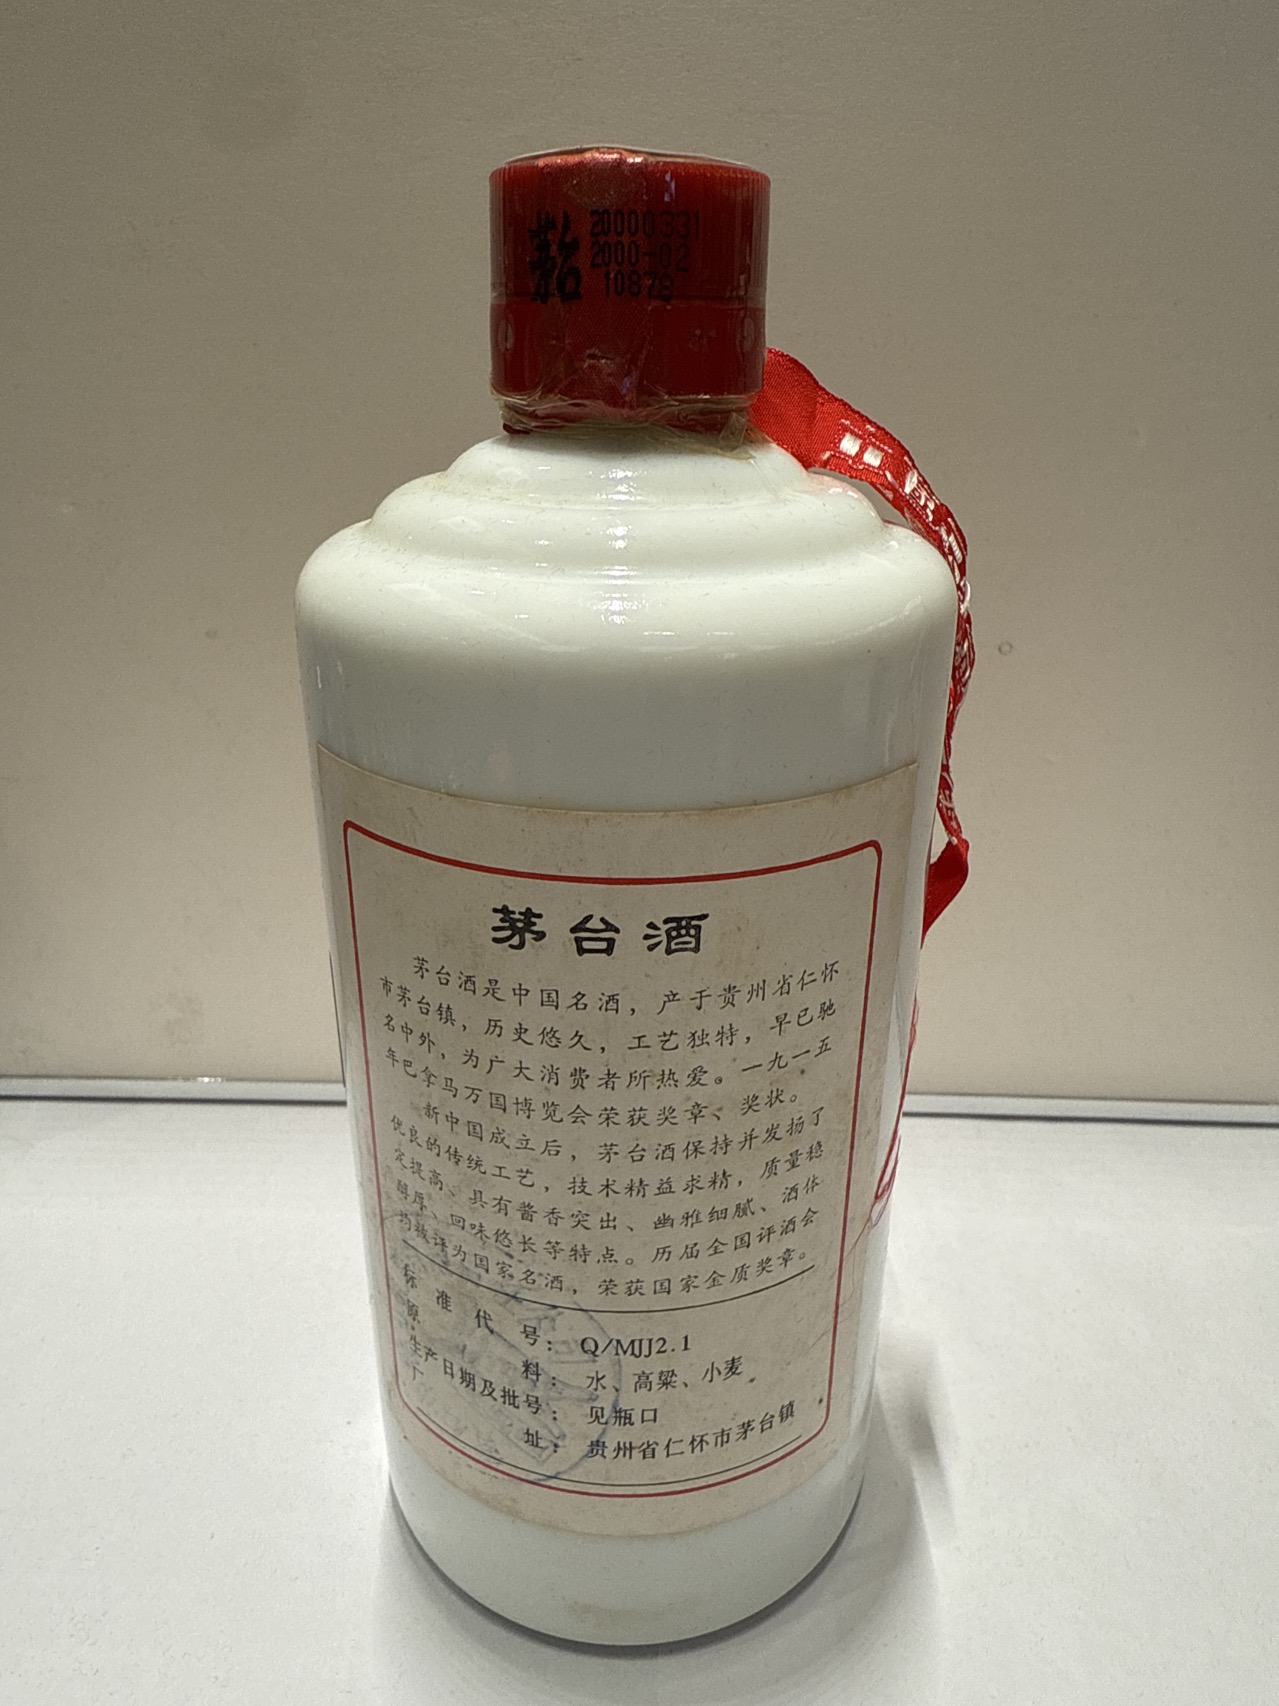 茅台
20000331
2000-02
10878
茅台酒
茅台酒是中国名酒，产于贵州省仁怀
市茅台镇，历史悠久，工艺独特，早已驰
名中外，为广大消费者所热爱。一九一五
年巴拿马万国博览会荣获奖章、奖状。
新中国成立后，茅台酒保持并发扬了
优良的传统工艺，技术精益求精，质量稳
定提高、具有酱香突出、幽雅细腻、酒体
醇厚、回味悠长等特点。历届全国评酒会
均被评为国家名酒，荣获国家金质奖章。
标准代号：Q/MJJ2.1
原料：水、高粱、小麦
生产日期及批号：见瓶口
厂址：贵州省仁怀市茅台镇